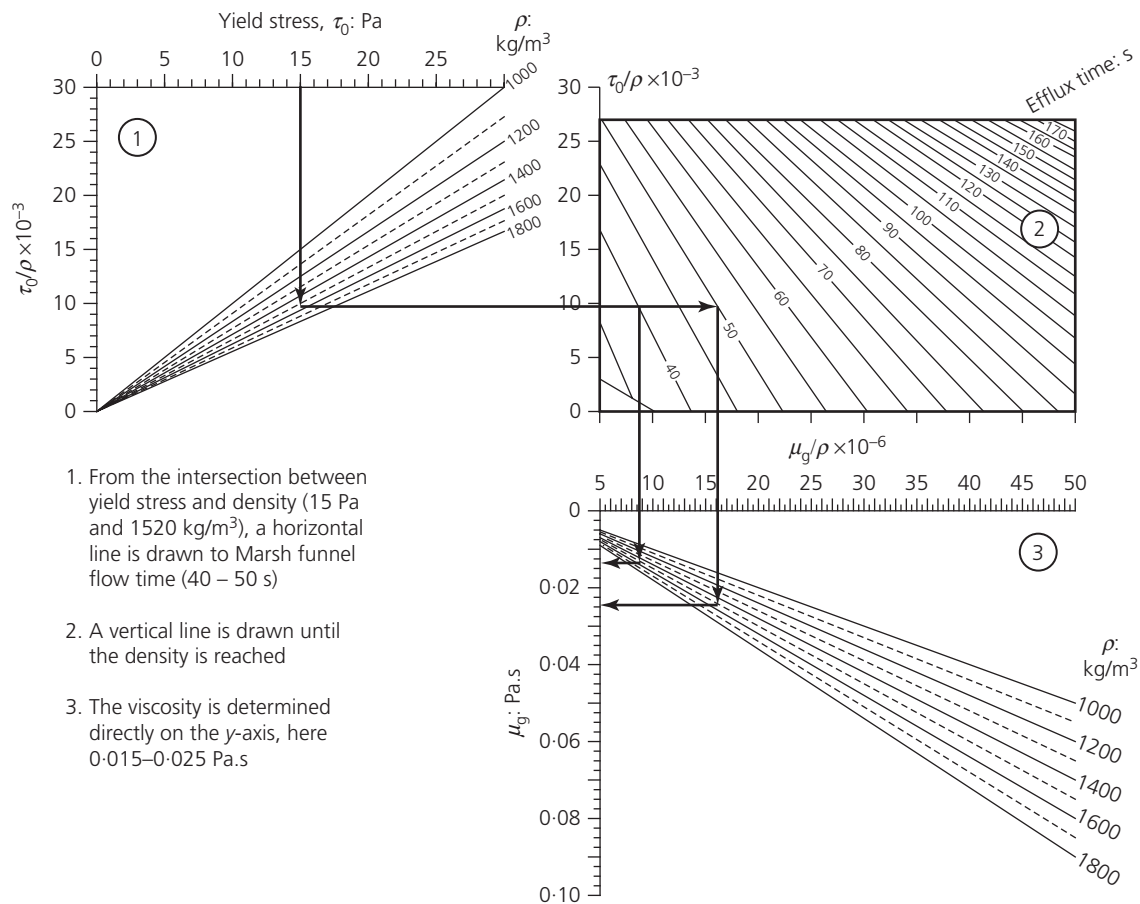 Yield stress, τ0: Pa
ρ:
kg/m³
0 5 10 15 20 25
30
25
20
15
10
5
0
τ0/ρ ×10−3
1
1000
1200
1400
1600
1800
τ0/ρ ×10−3
Efflux time: s
30
25
20
15
10
5
0
170
160
150
140
130
120
110
100
90
80
70
60
50
40
2
μg/ρ ×10−6
5 10 15 20 25 30 35 40 45 50
0
0·02
0·04
0·06
0·08
0·10
μg: Pa.s
3
ρ:
kg/m³
1000
1200
1400
1600
1800
1. From the intersection between
yield stress and density (15 Pa
and 1520 kg/m³), a horizontal
line is drawn to Marsh funnel
flow time (40 – 50 s)
2. A vertical line is drawn until
the density is reached
3. The viscosity is determined
directly on the y-axis, here
0·015–0·025 Pa.s